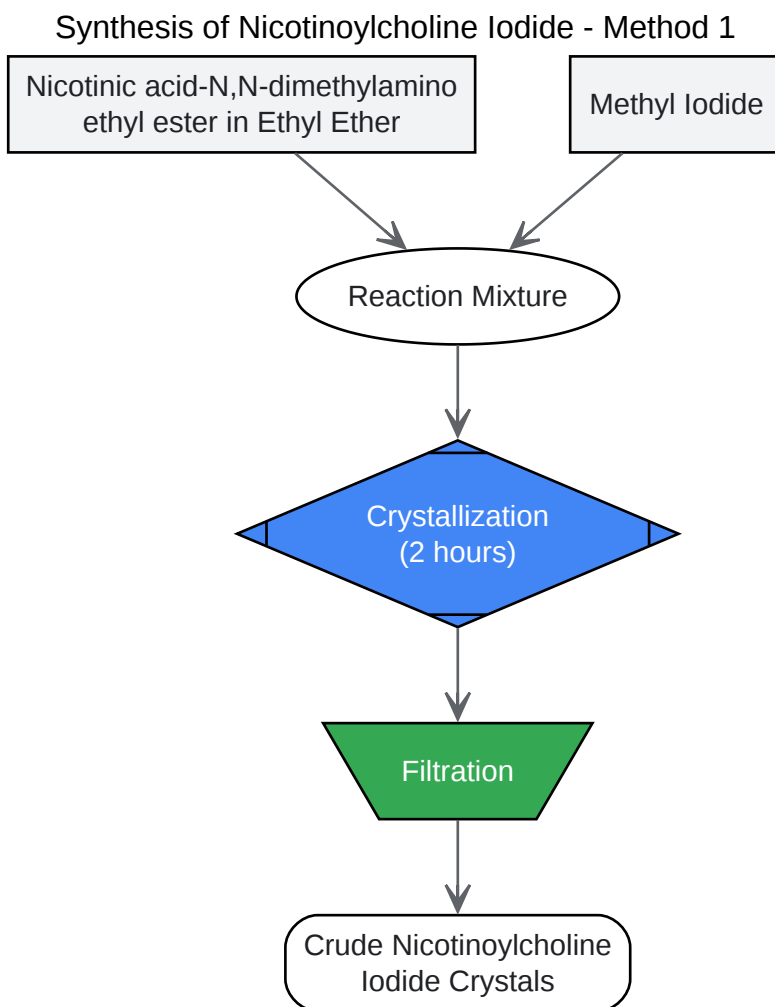 Synthesis of Nicotinoylcholine Iodide - Method 1
Nicotinic acid-N,N-dimethylamino
ethyl ester in Ethyl Ether
Methyl Iodide
Reaction Mixture
Crystallization
(2 hours)
Filtration
Crude Nicotinoylcholine
Iodide Crystals